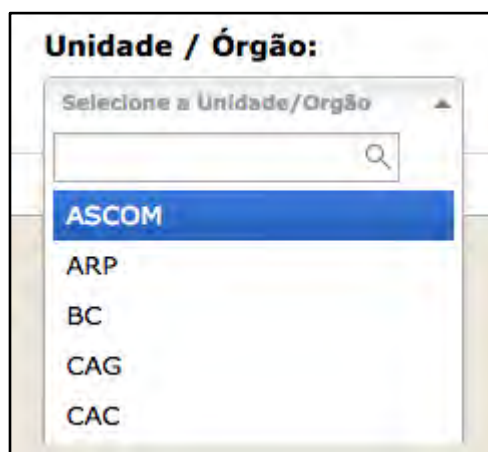 Unidade / Órgão:
Selecione a Unidade/Orgão
ASCOM
ARP
BC
CAG
CAC